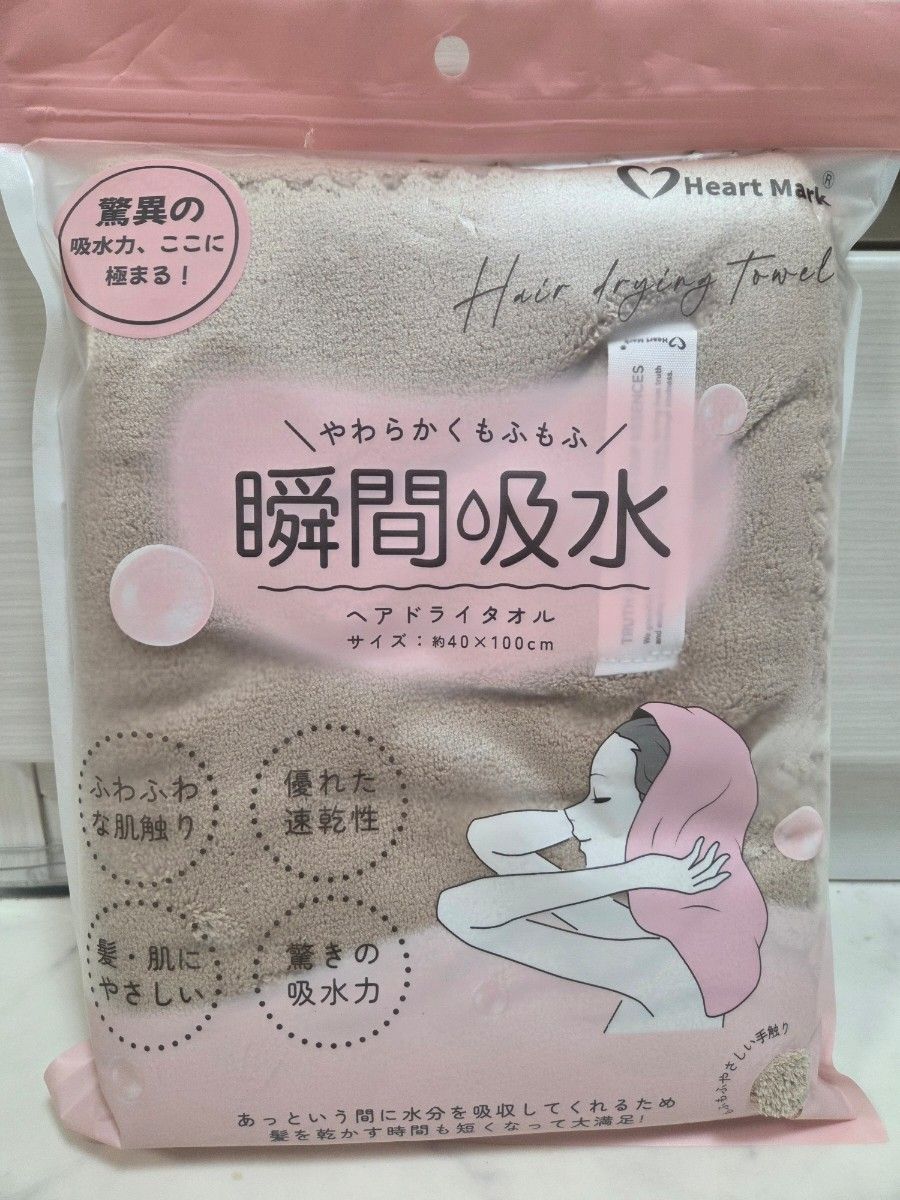 驚異の
吸水力、ここに
極まる！
Heart Mark®
Hair drying Towel
Heart Mark
やわらかくもふもふ
瞬間吸水
ヘアドライタオル
サイズ：約40×100cm
ふわふわ
な肌触り
優れた
速乾性
髪・肌に
やさしい
驚きの
吸水力
もふもふやさしい手触り
あっという間に水分を吸収してくれるため
髪を乾かす時間も短くなって大満足！